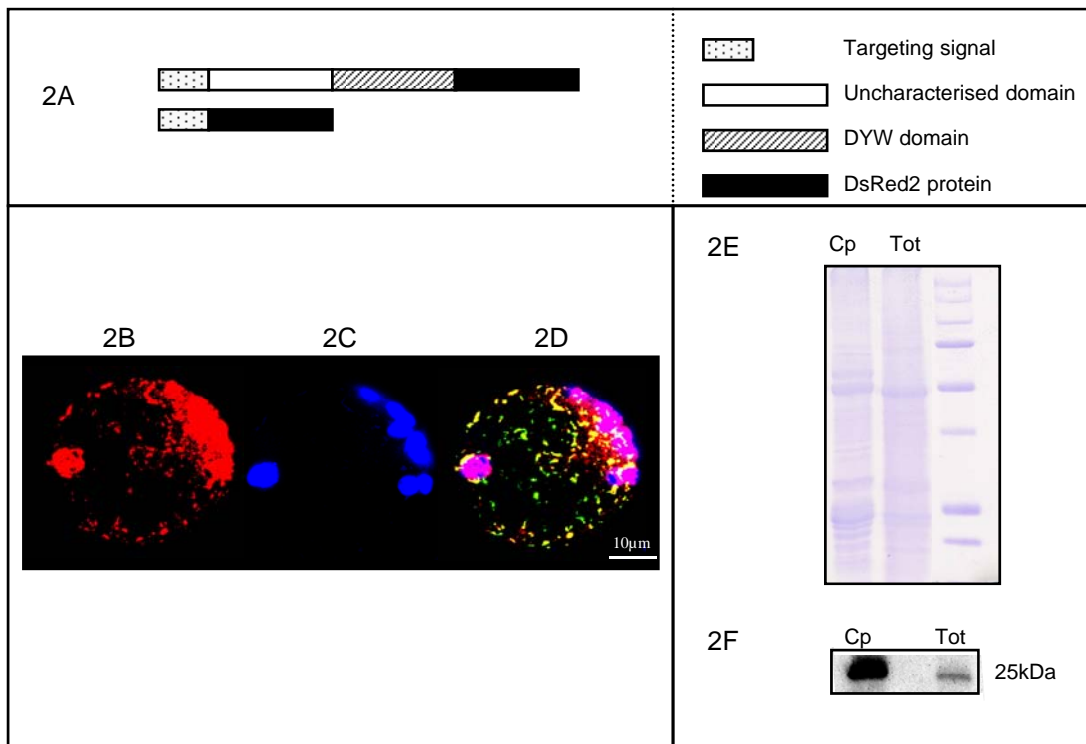 2A
Targeting signal
Uncharacterised domain
DYW domain
DsRed2 protein
2B 2C 2D
10µm
2E
Cp Tot
2F
Cp Tot
25kDa